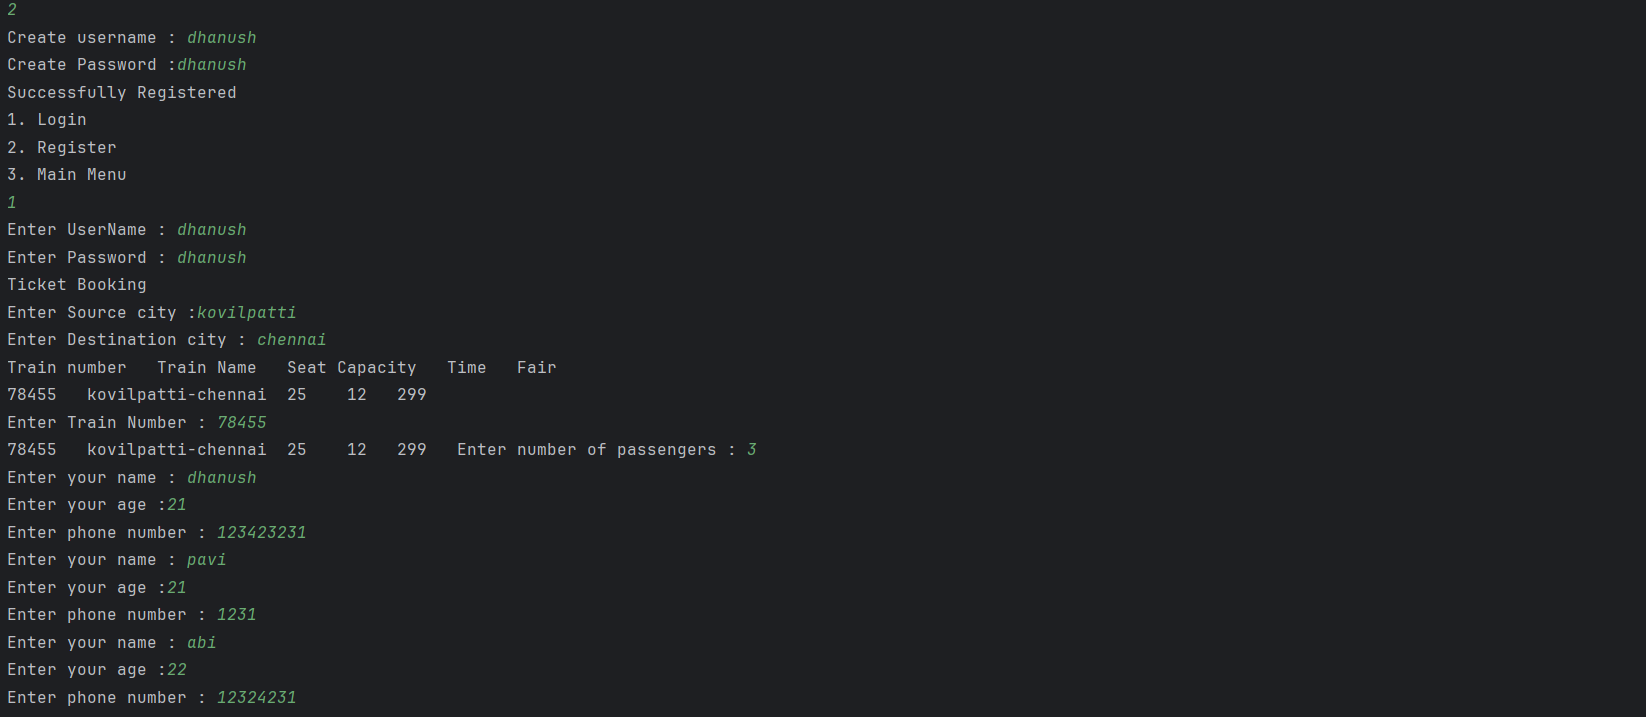 2
Create username : dhanush
Create Password :dhanush
Successfully Registered
1. Login
2. Register
3. Main Menu
1
Enter UserName : dhanush
Enter Password : dhanush
Ticket Booking
Enter Source city :kovilpatti
Enter Destination city : chennai
Train number   Train Name   Seat Capacity   Time   Fair
78455   kovilpatti-chennai  25    12   299
Enter Train Number : 78455
78455   kovilpatti-chennai  25    12   299   Enter number of passengers : 3
Enter your name : dhanush
Enter your age :21
Enter phone number : 123423231
Enter your name : pavi
Enter your age :21
Enter phone number : 1231
Enter your name : abi
Enter your age :22
Enter phone number : 12324231